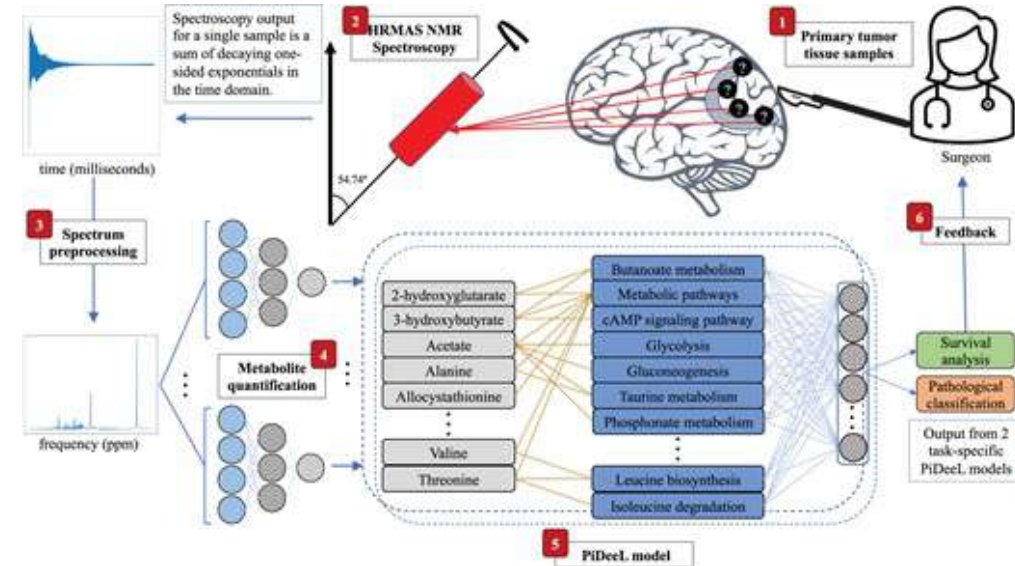 Spectroscopy output
for a single sample is a
sum of decaying one-
sided exponentials in
the time domain.
2
HRMAS NMR
Spectroscopy
1
Primary tumor
tissue samples
?
?
?
?
54.74°
Surgeon
time (milliseconds)
3
Spectrum
preprocessing
6
Feedback
2-hydroxyglutarate
3-hydroxybutyrate
Acetate
Alanine
Allocystathionine
Valine
Threonine
Butanoate metabolism
Metabolic pathways
cAMP signaling pathway
Glycolysis
Gluconeogenesis
Taurine metabolism
Phosphonate metabolism
Leucine biosynthesis
Isoleucine degradation
Metabolite
quantification
4
Survival
analysis
Pathological
classification
Output from 2
task-specific
PiDeeL models
frequency (ppm)
5
PiDeeL model